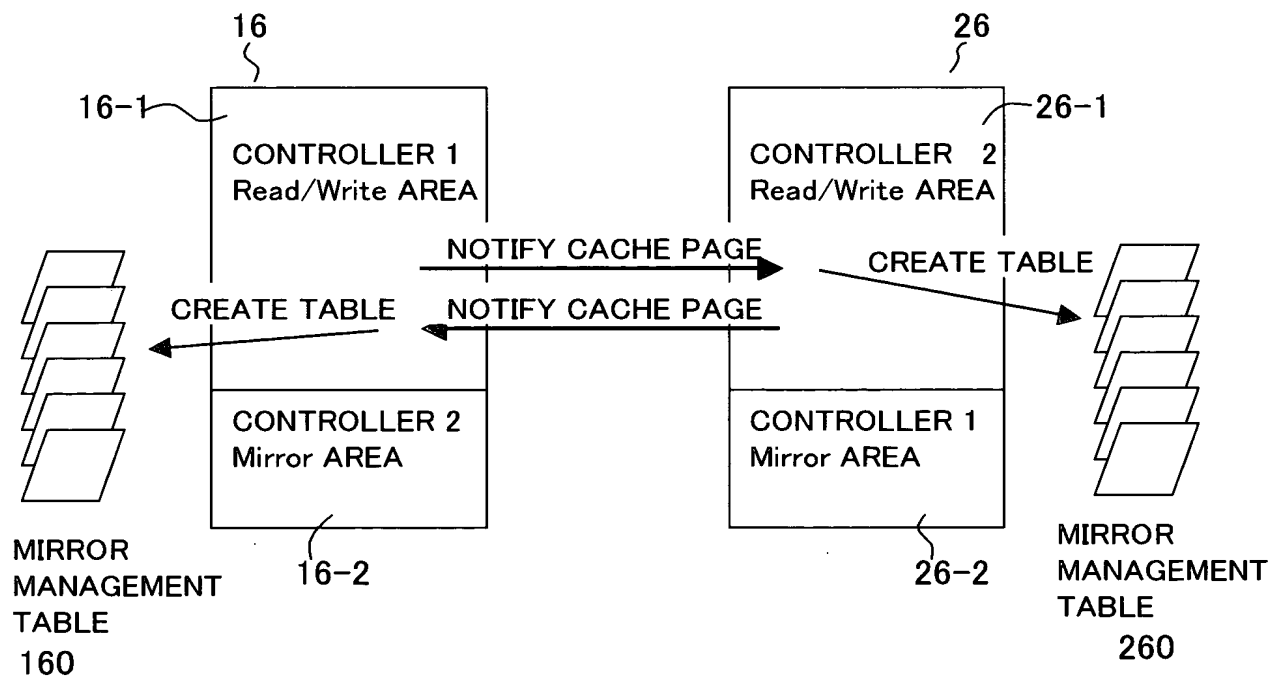 16
26
16-1
26-1
CONTROLLER 1
Read/Write AREA
CONTROLLER 2
Read/Write AREA
NOTIFY CACHE PAGE
CREATE TABLE
CREATE TABLE
NOTIFY CACHE PAGE
CONTROLLER 2
Mirror AREA
CONTROLLER 1
Mirror AREA
16-2
26-2
MIRROR
MANAGEMENT
TABLE
160
MIRROR
MANAGEMENT
TABLE
260